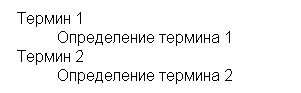 Термин 1
Определение термина 1
Термин 2
Определение термина 2